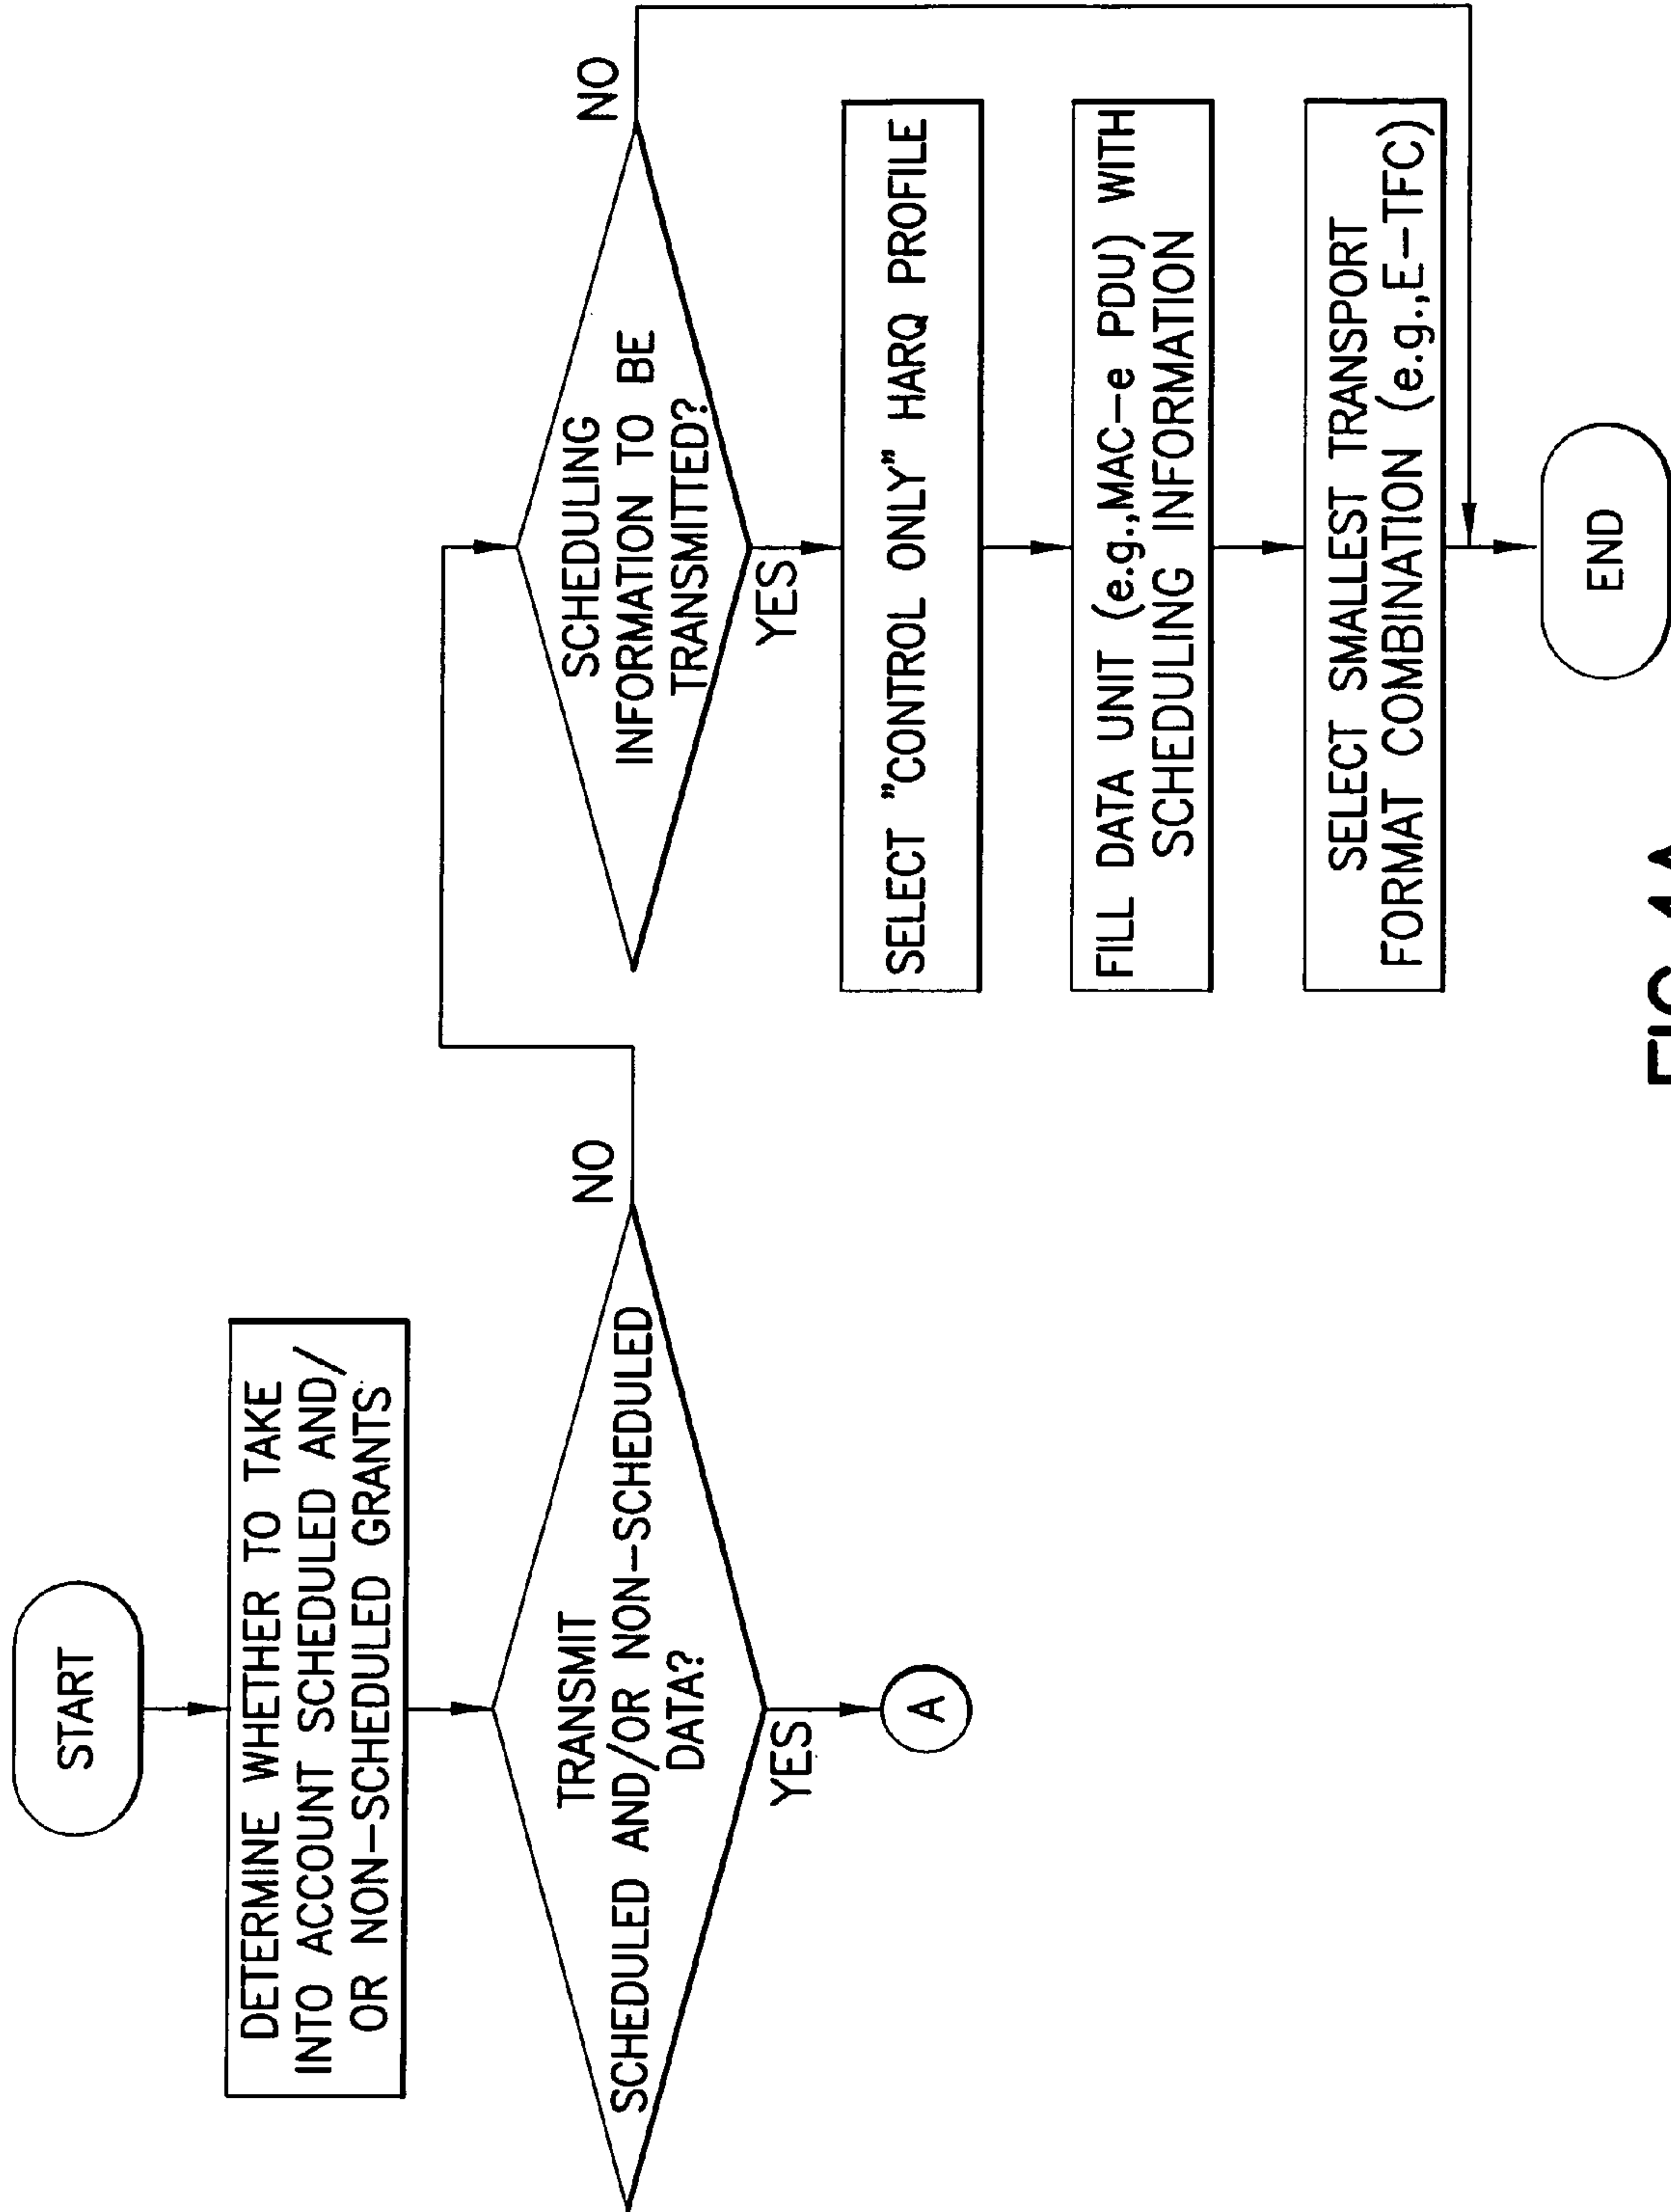 START
DETERMINE WHETHER TO TAKE
INTO ACCOUNT SCHEDULED AND/
OR NON-SCHEDULED GRANTS
TRANSMIT
SCHEDULED AND/OR NON-SCHEDULED
DATA?
NO
YES
A
SCHEDULING
INFORMATION TO BE
TRANSMITTED?
NO
YES
SELECT "CONTROL ONLY" HARQ PROFILE
FILL DATA UNIT (e.g.,MAC-e PDU) WITH
SCHEDULING INFORMATION
SELECT SMALLEST TRANSPORT
FORMAT COMBINATION (e.g.,E-TFC)
END